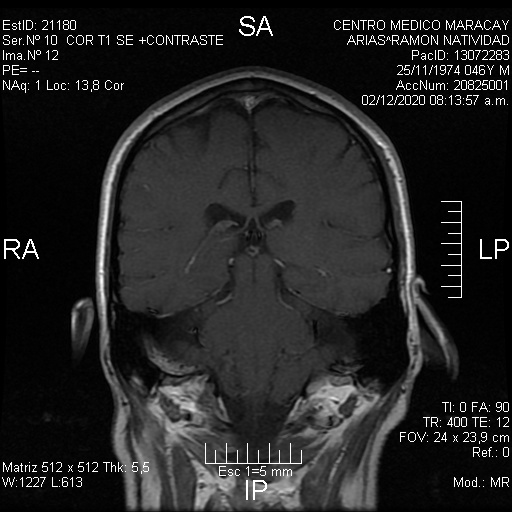 EstID: 21180
Ser.Nº 10 COR T1 SE +CONTRASTE
Ima.Nº 12
PE= --
NAq: 1 Loc: 13,8 Cor
SA
CENTRO MEDICO MARACAY
ARIAS^RAMON NATIVIDAD
PacID: 13072283
25/11/1974 046Y M
AccNum: 20825001
02/12/2020 08:13:57 a.m.
RA
LP
TI: 0 FA: 90
TR: 400 TE: 12
FOV: 24 x 23,9 cm
Ref.: 0
Mod.: MR
Matriz 512 x 512 Thk: 5,5
W:1227 L:613
Esc 1=5 mm
IP